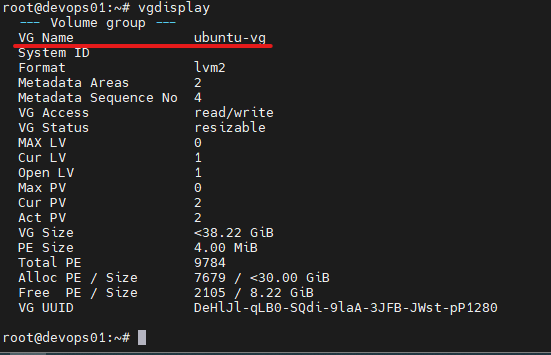 root@devops01:~# vgdisplay
--- Volume group ---
VG Name ubuntu-vg
System ID
Format lvm2
Metadata Areas 2
Metadata Sequence No 4
VG Access read/write
VG Status resizable
MAX LV 0
Cur LV 1
Open LV 1
Max PV 0
Cur PV 2
Act PV 2
VG Size <38.22 GiB
PE Size 4.00 MiB
Total PE 9784
Alloc PE / Size 7679 / <30.00 GiB
Free PE / Size 2105 / 8.22 GiB
VG UUID DeHlJl-qLB0-SQdi-9laA-3JFB-JWst-pP1280
root@devops01:~#